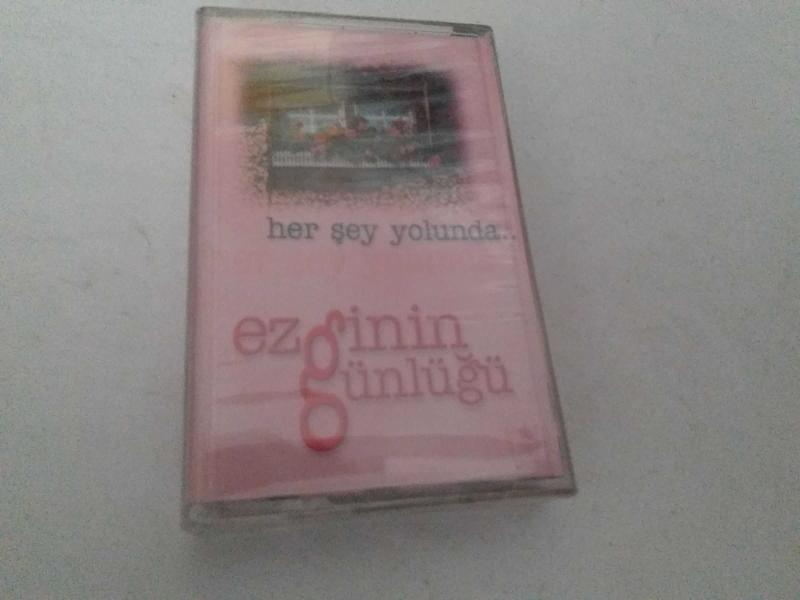 her şey yolunda..
ezginin
günlüğü